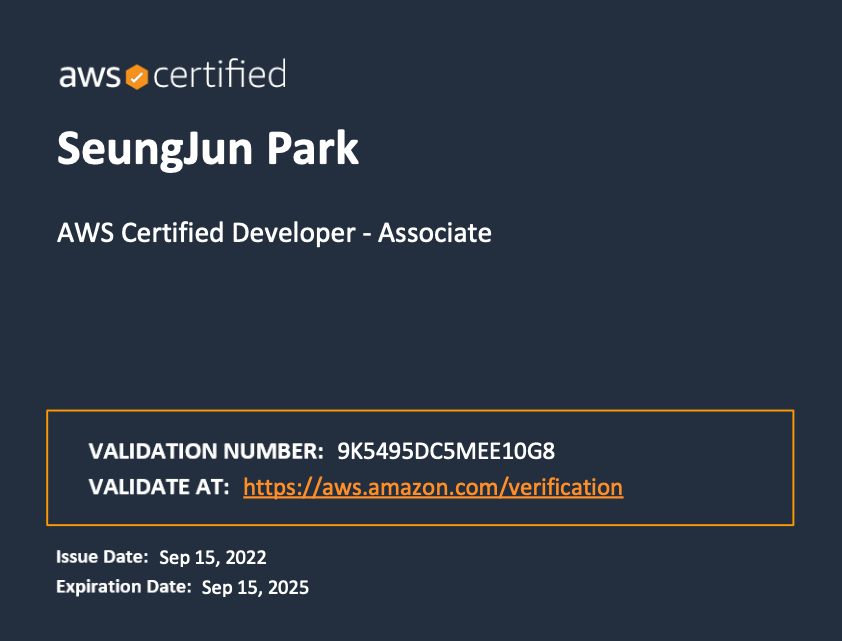 aws certified
SeungJun Park
AWS Certified Developer - Associate
VALIDATION NUMBER: 9K5495DC5MEE10G8
VALIDATE AT: https://aws.amazon.com/verification
Issue Date: Sep 15, 2022
Expiration Date: Sep 15, 2025